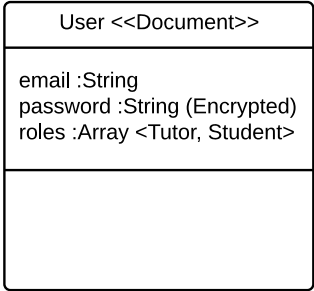 User <<Document>>
email :String
password :String (Encrypted)
roles :Array <Tutor, Student>